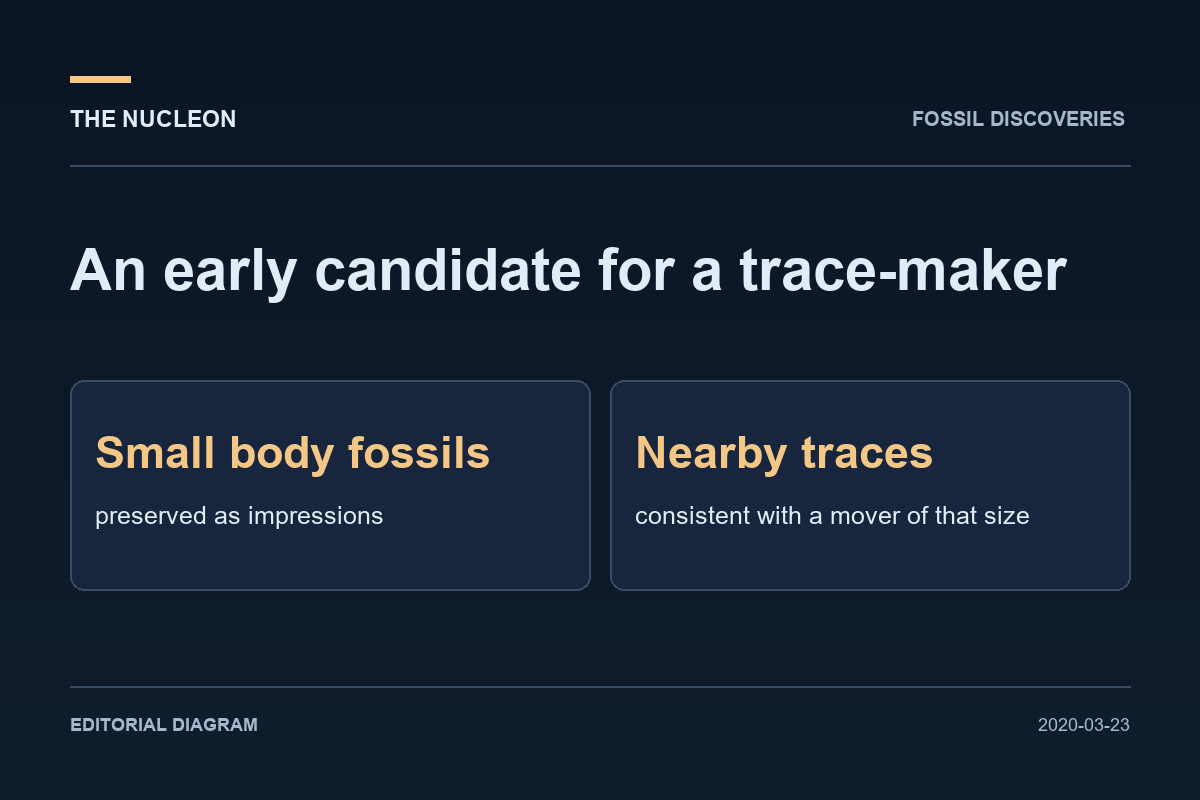 THE NUCLEON
FOSSIL DISCOVERIES
An early candidate for a trace-maker
Small body fossils
preserved as impressions
Nearby traces
consistent with a mover of that size
EDITORIAL DIAGRAM
2020-03-23